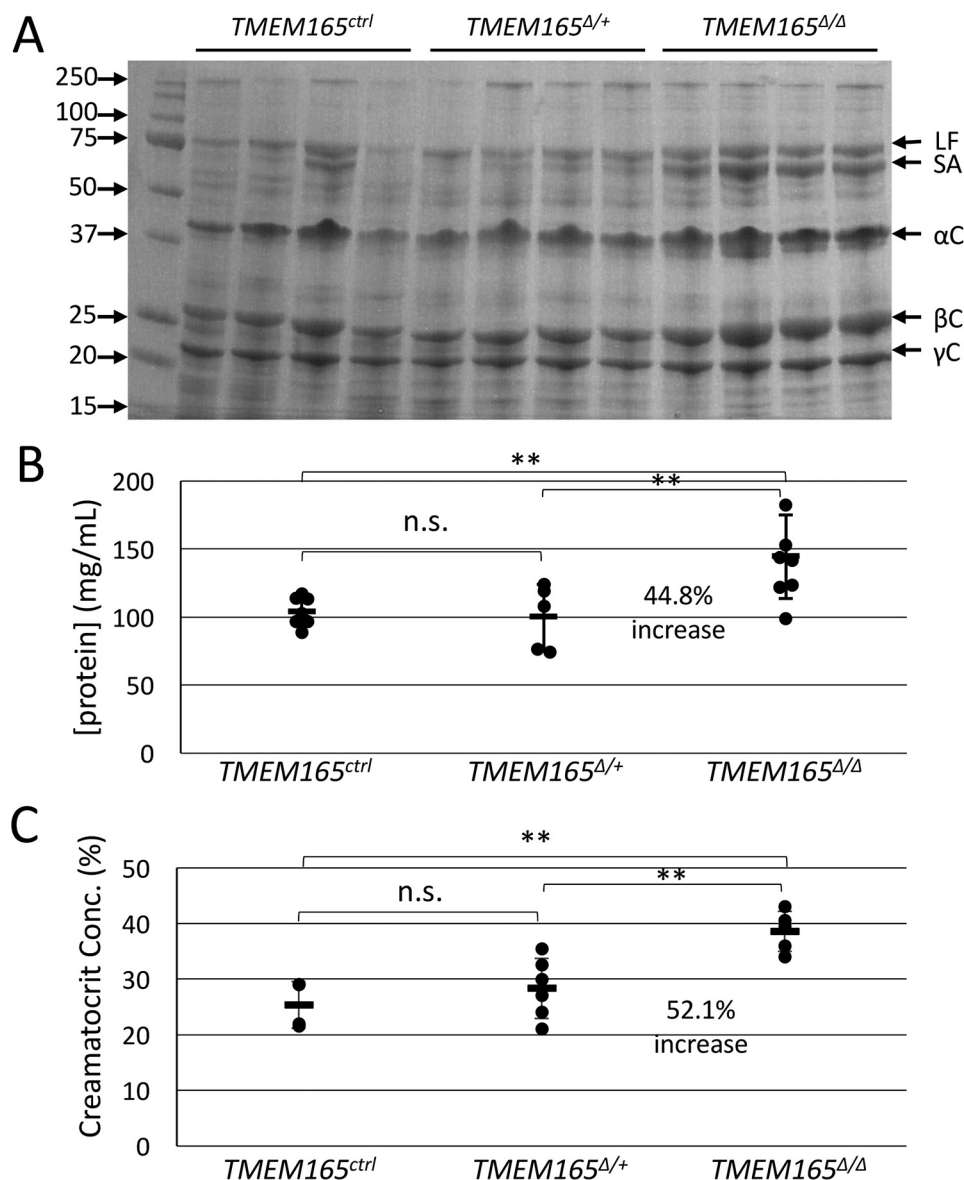 A
TMEM165ctrl TMEM165Δ/+ TMEM165Δ/Δ
250
100
75 LF
SA
50
37 αC
25 βC
γC
20
15
B
**
200 **
n.s.
[protein] (mg/mL)
150
44.8%
increase
100
50
0
TMEM165ctrl TMEM165Δ/+ TMEM165Δ/Δ
C
**
50
n.s. **
Creamatocrit Conc. (%)
40
30
52.1%
increase
20
10
0
TMEM165ctrl TMEM165Δ/+ TMEM165Δ/Δ